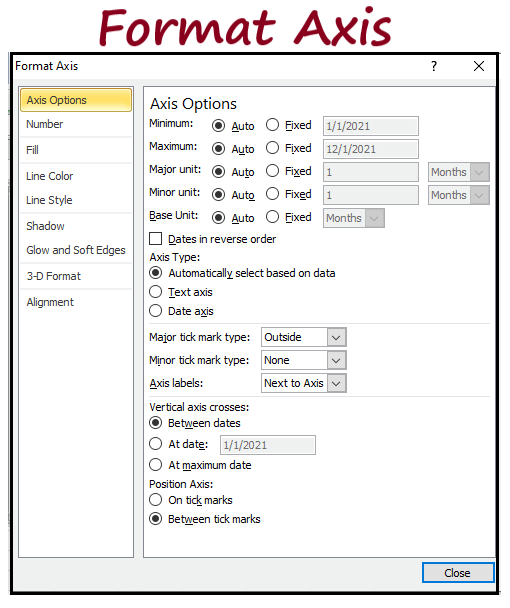 Format Axis
Format Axis ?
Axis Options
Number
Fill
Line Color
Line Style
Shadow
Glow and Soft Edges
3-D Format
Alignment
Axis Options
Minimum: Auto Fixed 1/1/2021
Maximum: Auto Fixed 12/1/2021
Major unit: Auto Fixed 1 Months
Minor unit: Auto Fixed 1 Months
Base Unit: Auto Fixed Months
Dates in reverse order
Axis Type:
Automatically select based on data
Text axis
Date axis
Major tick mark type: Outside
Minor tick mark type: None
Axis labels: Next to Axis
Vertical axis crosses:
Between dates
At date: 1/1/2021
At maximum date
Position Axis:
On tick marks
Between tick marks
Close